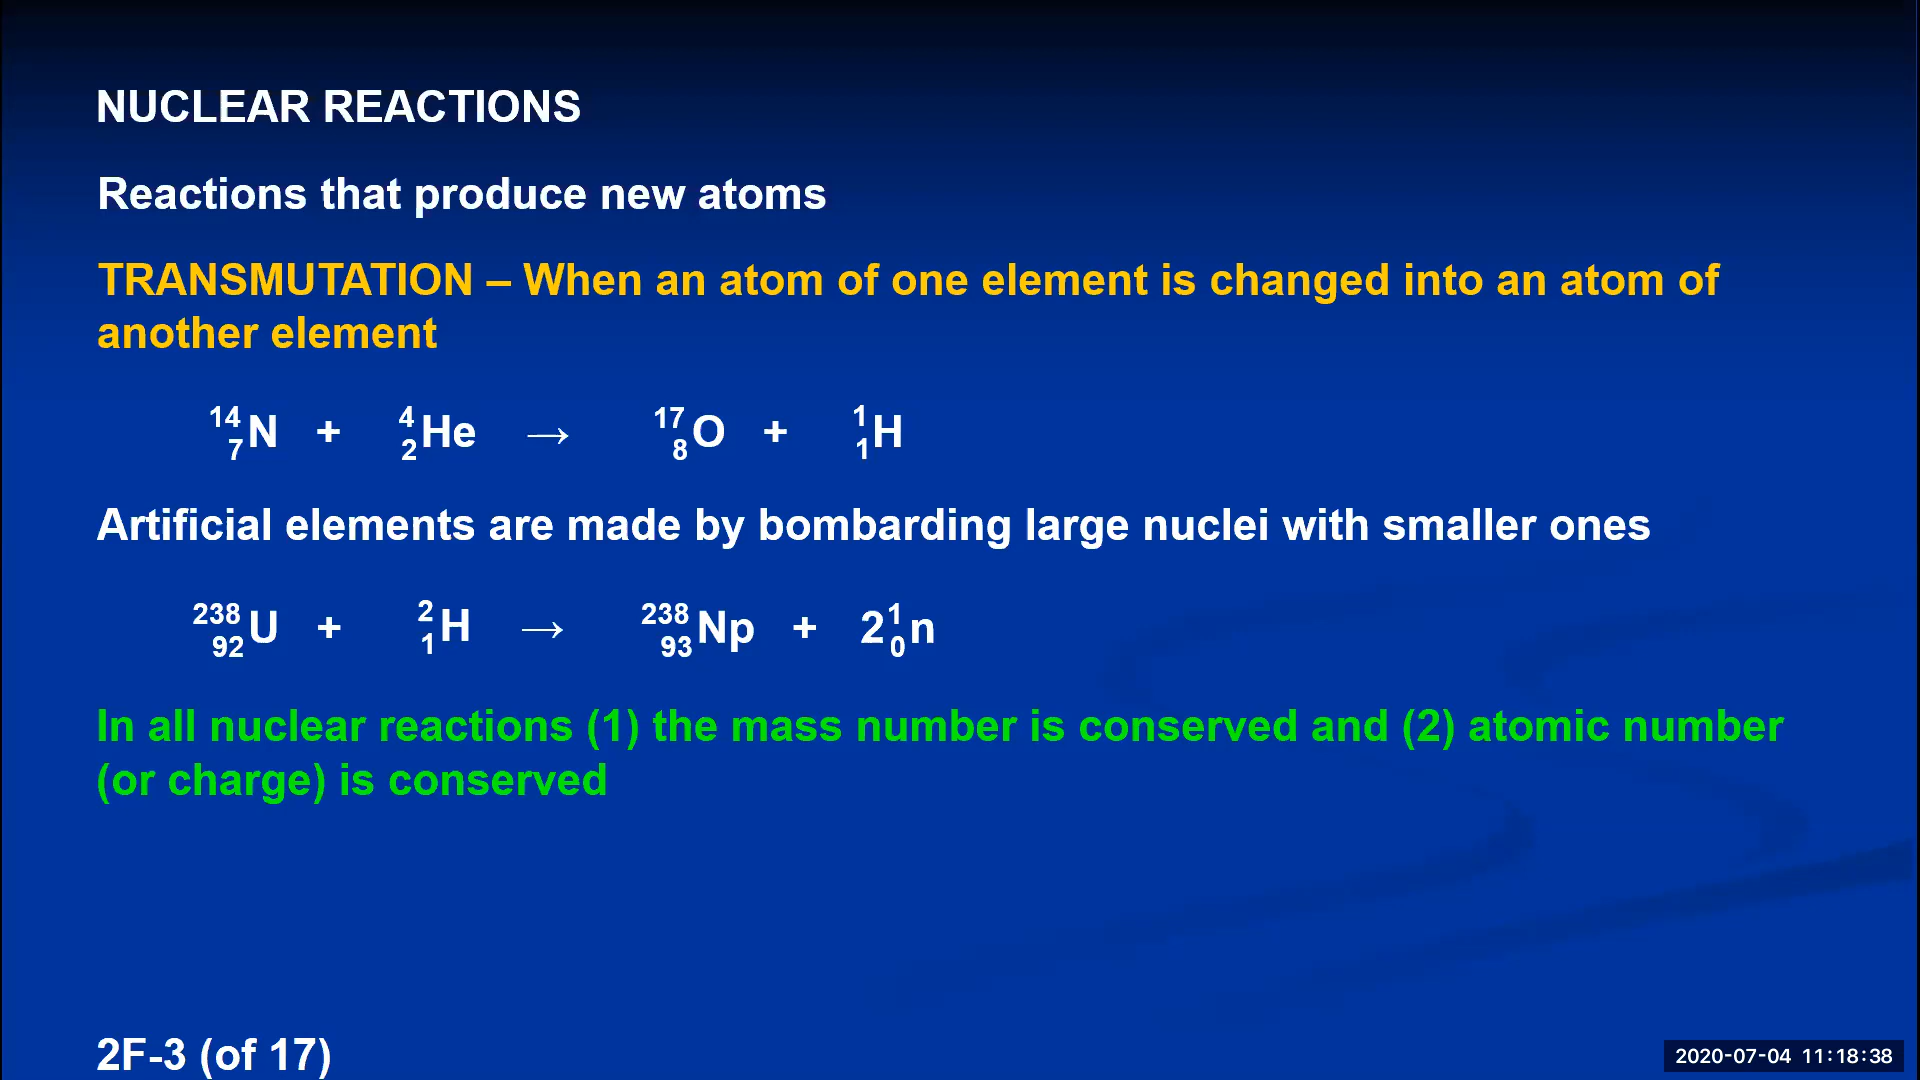 NUCLEAR REACTIONS
Reactions that produce new atoms
TRANSMUTATION – When an atom of one element is changed into an atom of
another element
¹⁴₇N + ⁴₂He → ¹⁷₈O + ¹₁H
Artificial elements are made by bombarding large nuclei with smaller ones
²³⁸₉₂U + ²₁H → ²³⁸₉₃Np + 2¹₀n
In all nuclear reactions (1) the mass number is conserved and (2) atomic number
(or charge) is conserved
2F-3 (of 17)
2020-07-04 11:18:38